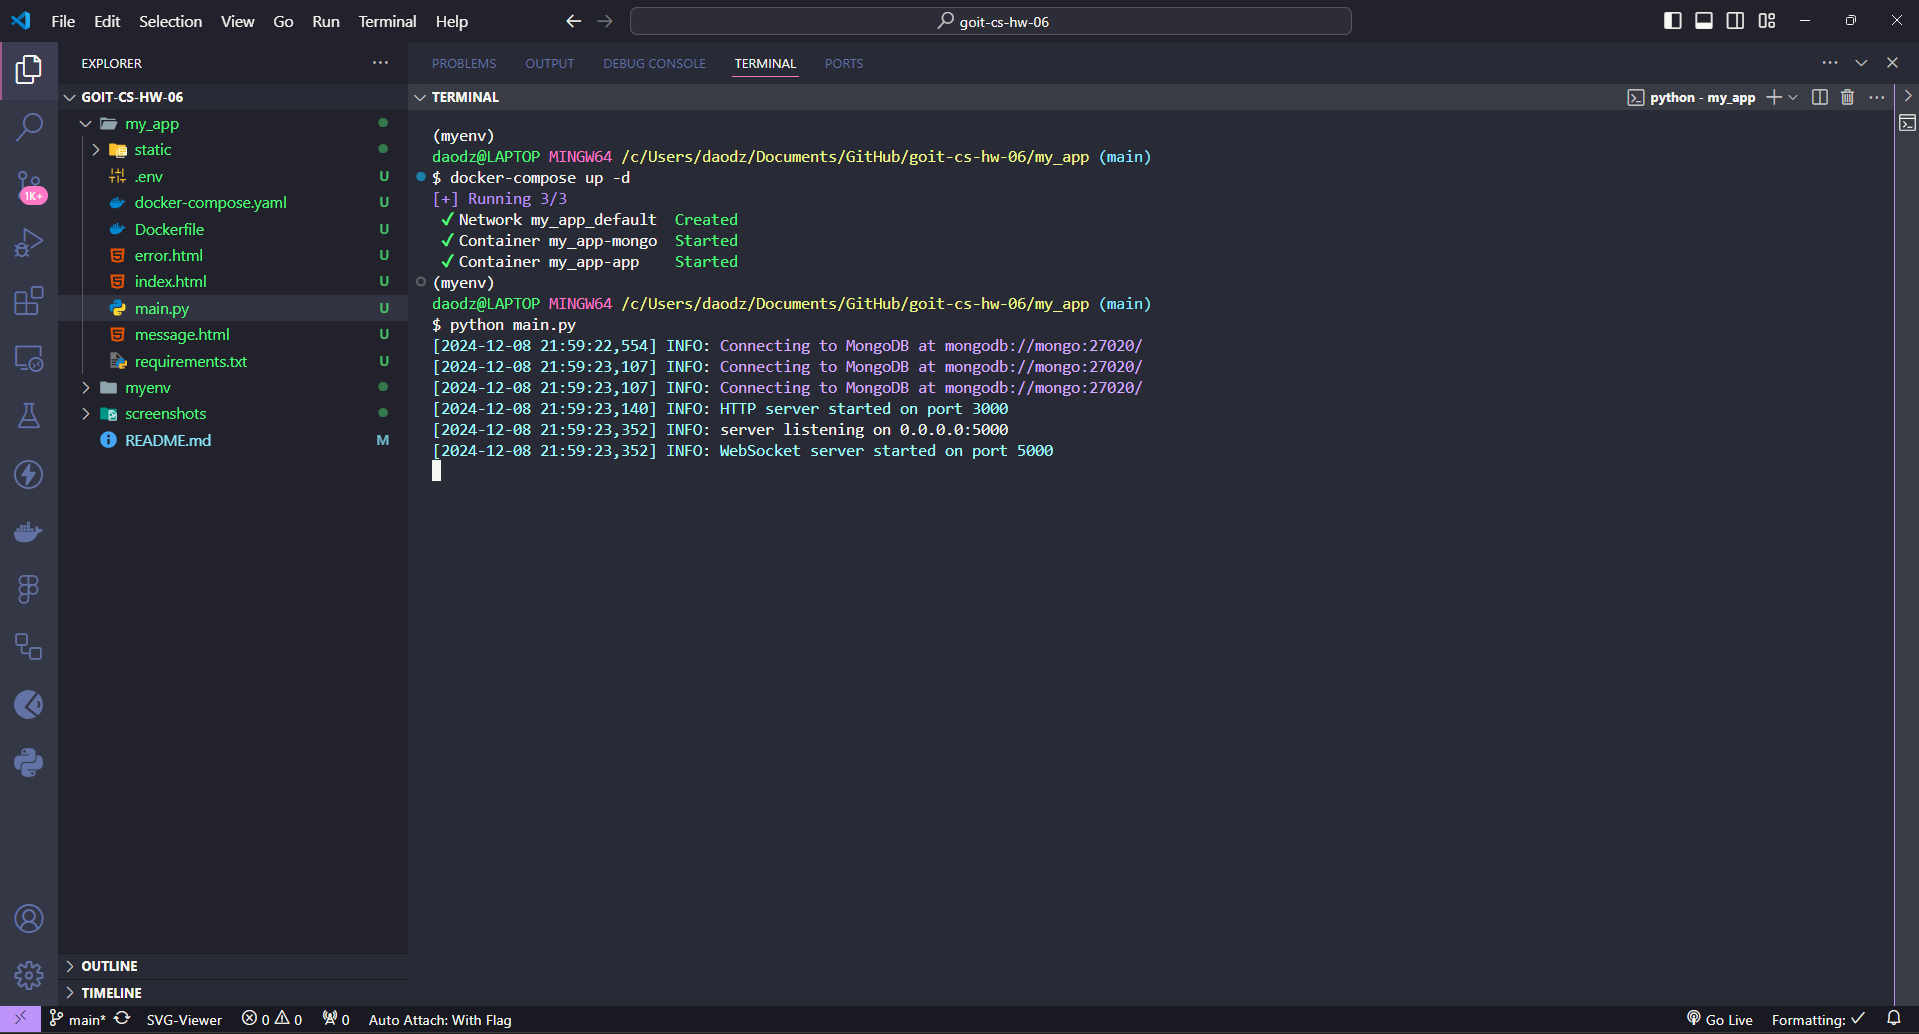 File Edit Selection View Go Run Terminal Help
goit-cs-hw-06
EXPLORER
GOIT-CS-HW-06
my_app
static
.env U
docker-compose.yaml U
Dockerfile U
error.html U
index.html U
main.py U
message.html U
requirements.txt U
myenv
screenshots
README.md M
1K+
OUTLINE
TIMELINE
PROBLEMS OUTPUT DEBUG CONSOLE TERMINAL PORTS
TERMINAL
python - my_app
(myenv)
daodz@LAPTOP MINGW64 /c/Users/daodz/Documents/GitHub/goit-cs-hw-06/my_app (main)
$ docker-compose up -d
[+] Running 3/3
✓ Network my_app_default Created
✓ Container my_app-mongo Started
✓ Container my_app-app Started
(myenv)
daodz@LAPTOP MINGW64 /c/Users/daodz/Documents/GitHub/goit-cs-hw-06/my_app (main)
$ python main.py
[2024-12-08 21:59:22,554] INFO: Connecting to MongoDB at mongodb://mongo:27020/
[2024-12-08 21:59:23,107] INFO: Connecting to MongoDB at mongodb://mongo:27020/
[2024-12-08 21:59:23,107] INFO: Connecting to MongoDB at mongodb://mongo:27020/
[2024-12-08 21:59:23,140] INFO: HTTP server started on port 3000
[2024-12-08 21:59:23,352] INFO: server listening on 0.0.0.0:5000
[2024-12-08 21:59:23,352] INFO: WebSocket server started on port 5000
main* SVG-Viewer 0 0 0 Auto Attach: With Flag Go Live Formatting: ✓